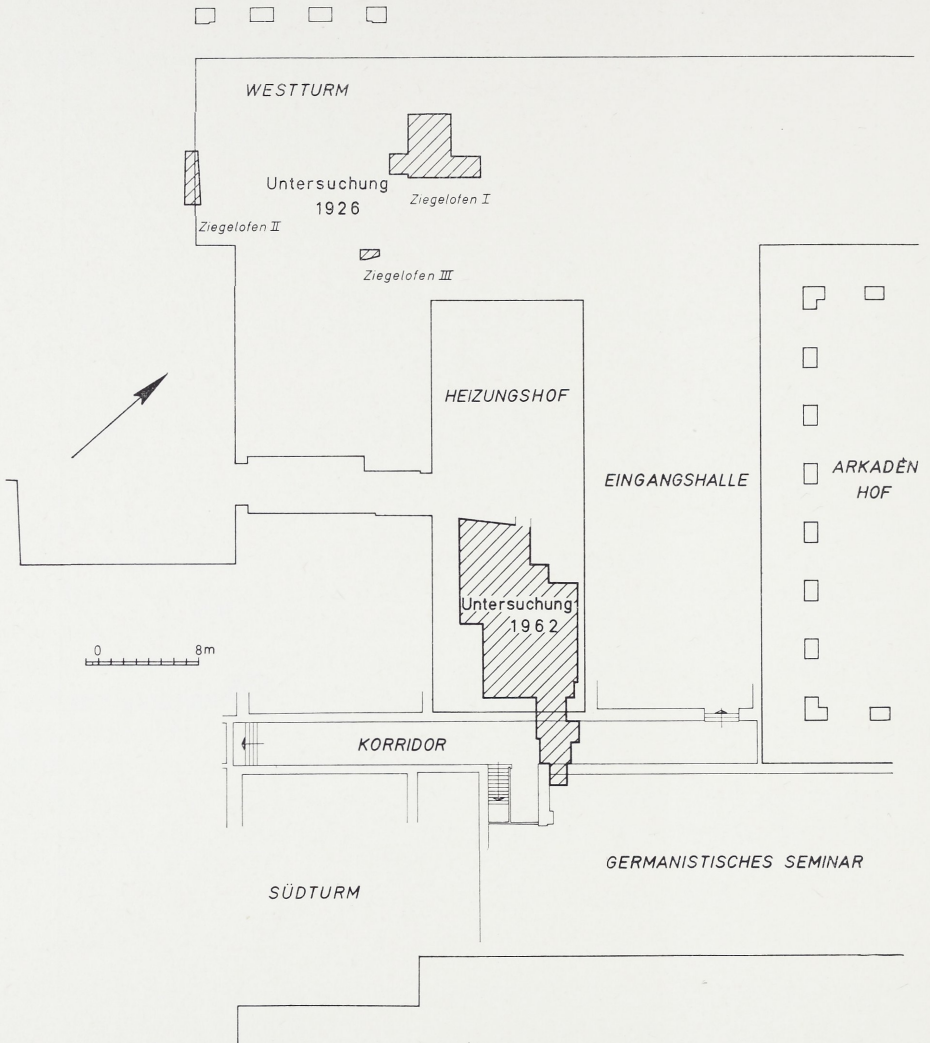 WESTTURM
Untersuchung
1926
Ziegelofen I
Ziegelofen II
Ziegelofen III
HEIZUNGSHOF
EINGANGSHALLE
ARKADEN
HOF
Untersuchung
1962
0 8m
KORRIDOR
GERMANISTISCHES SEMINAR
SÜDTURM